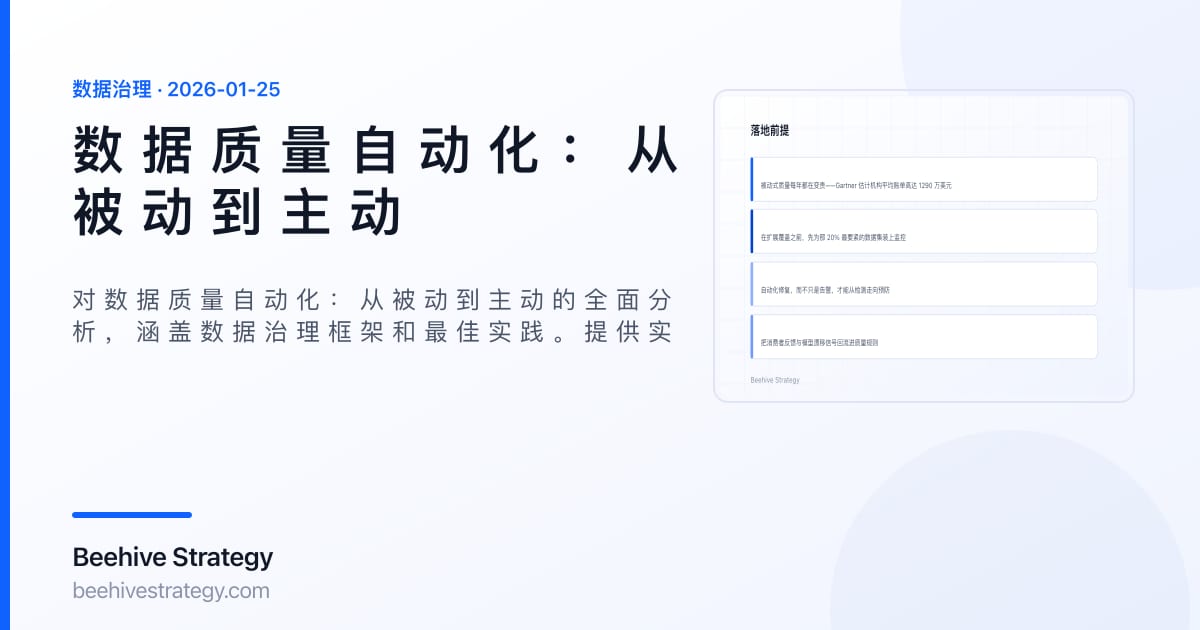 数据治理 · 2026-01-25
数据质量自动化：从
被动到主动
对数据质量自动化：从被动到主动的全面分
析，涵盖数据治理框架和最佳实践。提供实
落地前提
被动式质量每年都在变贵——Gartner 估计机构平均账单高达 1290 万美元
在扩展覆盖之前，先为那 20% 最要紧的数据集装上监控
自动化修复，而不只是告警，才能从检测走向预防
把消费者反馈与模型漂移信号回流进质量规则
Beehive Strategy
Beehive Strategy
beehivestrategy.com